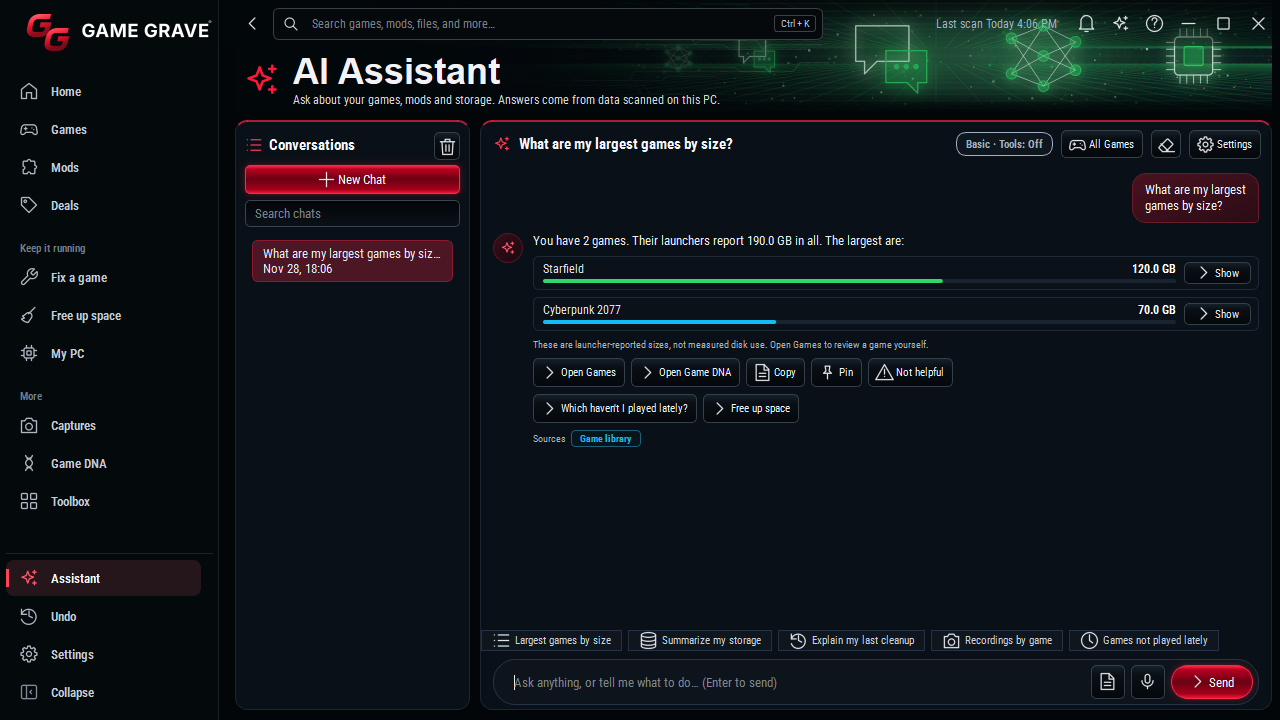 GAME GRAVE
Search games, mods, files, and more...
Ctrl + K
Last scan Today 4:06 PM
AI Assistant
Ask about your games, mods and storage. Answers come from data scanned on this PC.
Home
Games
Mods
Deals
Keep it running
Fix a game
Free up space
My PC
More
Captures
Game DNA
Toolbox
Assistant
Undo
Settings
Collapse
Conversations
New Chat
Search chats
What are my largest games by siz...
Nov 28, 18:06
What are my largest games by size?
Basic · Tools: Off
All Games
Settings
What are my largest
games by size?
You have 2 games. Their launchers report 190.0 GB in all. The largest are:
Starfield
120.0 GB
Show
Cyberpunk 2077
70.0 GB
Show
These are launcher-reported sizes, not measured disk use. Open Games to review a game yourself.
Open Games
Open Game DNA
Copy
Pin
Not helpful
Which haven't I played lately?
Free up space
Sources
Game library
Largest games by size
Summarize my storage
Explain my last cleanup
Recordings by game
Games not played lately
Ask anything, or tell me what to do... (Enter to send)
Send